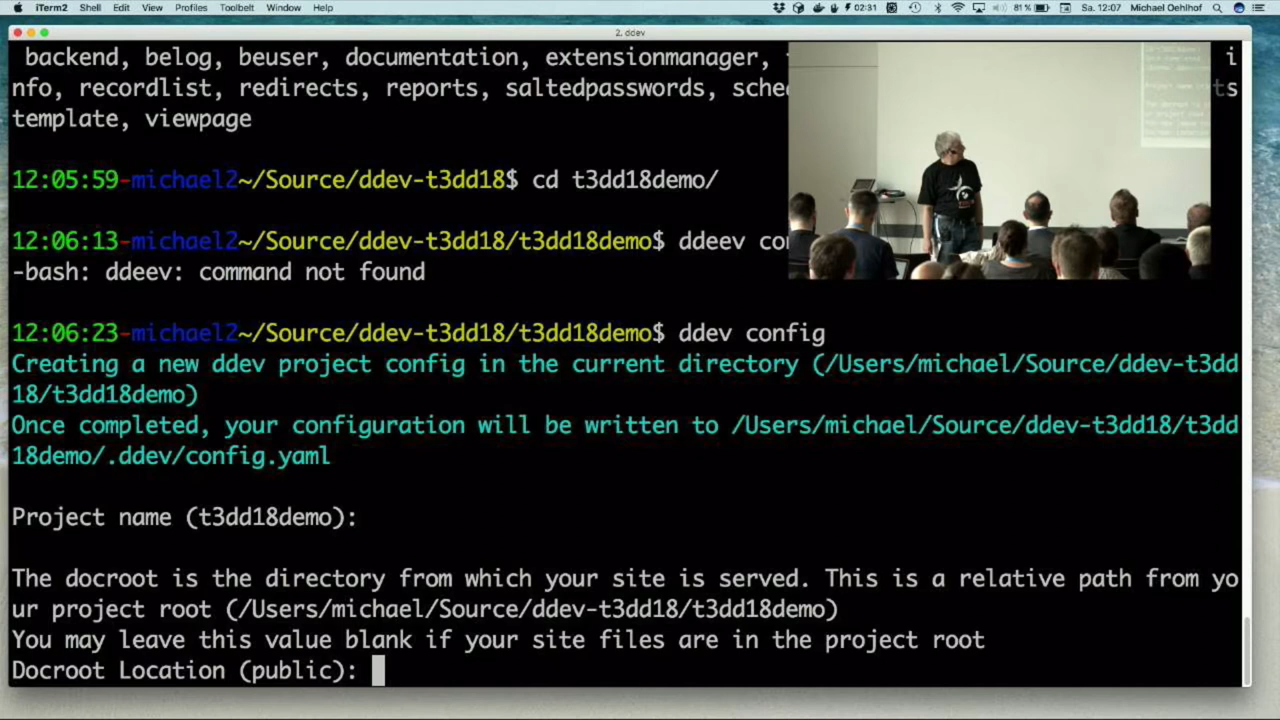 iTerm2 Shell Edit View Profiles Toolbelt Window Help 02:31 81 % Sa. 12:07 Michael Oehlhof
2. ddev
backend, belog, beuser, documentation, extensionmanager, i
nfo, recordlist, redirects, reports, saltedpasswords, sche ts
template, viewpage
12:05:59-michael2~/Source/ddev-t3dd18$ cd t3dd18demo/
12:06:13-michael2~/Source/ddev-t3dd18/t3dd18demo$ ddeev co
-bash: ddeev: command not found
12:06:23-michael2~/Source/ddev-t3dd18/t3dd18demo$ ddev config
Creating a new ddev project config in the current directory (/Users/michael/Source/ddev-t3dd
18/t3dd18demo)
Once completed, your configuration will be written to /Users/michael/Source/ddev-t3dd18/t3dd
18demo/.ddev/config.yaml
Project name (t3dd18demo):
The docroot is the directory from which your site is served. This is a relative path from yo
ur project root (/Users/michael/Source/ddev-t3dd18/t3dd18demo)
You may leave this value blank if your site files are in the project root
Docroot Location (public):